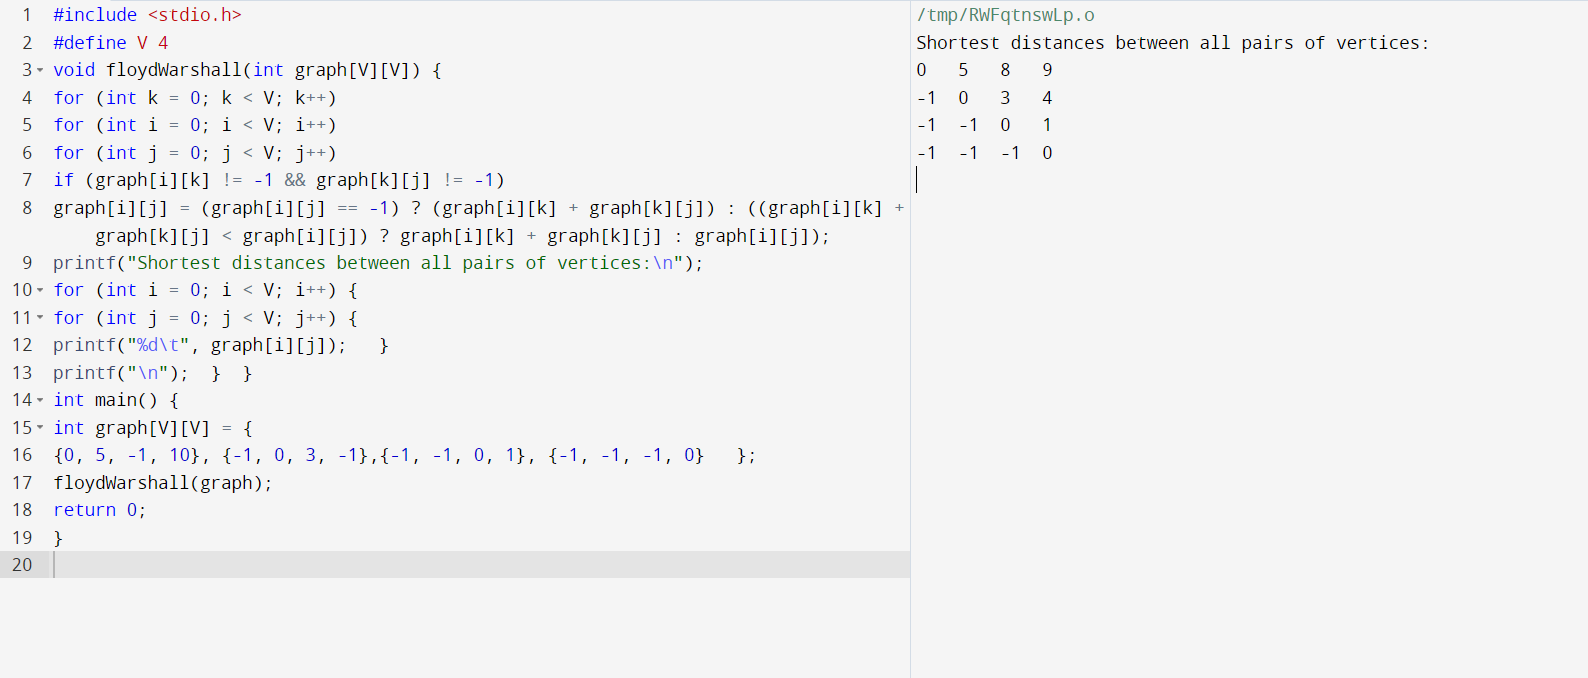 1 #include <stdio.h>
2 #define V 4
3 void floydWarshall(int graph[V][V]) {
4 for (int k = 0; k < V; k++)
5 for (int i = 0; i < V; i++)
6 for (int j = 0; j < V; j++)
7 if (graph[i][k] != -1 && graph[k][j] != -1)
8 graph[i][j] = (graph[i][j] == -1) ? (graph[i][k] + graph[k][j]) : ((graph[i][k] +
graph[k][j] < graph[i][j]) ? graph[i][k] + graph[k][j] : graph[i][j]);
9 printf("Shortest distances between all pairs of vertices:\n");
10 for (int i = 0; i < V; i++) {
11 for (int j = 0; j < V; j++) {
12 printf("%d\t", graph[i][j]);   }
13 printf("\n");  }  }
14 int main() {
15 int graph[V][V] = {
16 {0, 5, -1, 10}, {-1, 0, 3, -1},{-1, -1, 0, 1}, {-1, -1, -1, 0}   };
17 floydWarshall(graph);
18 return 0;
19 }
20
/tmp/RWFqtnswLp.o
Shortest distances between all pairs of vertices:
0 5 8 9
-1 0 3 4
-1 -1 0 1
-1 -1 -1 0